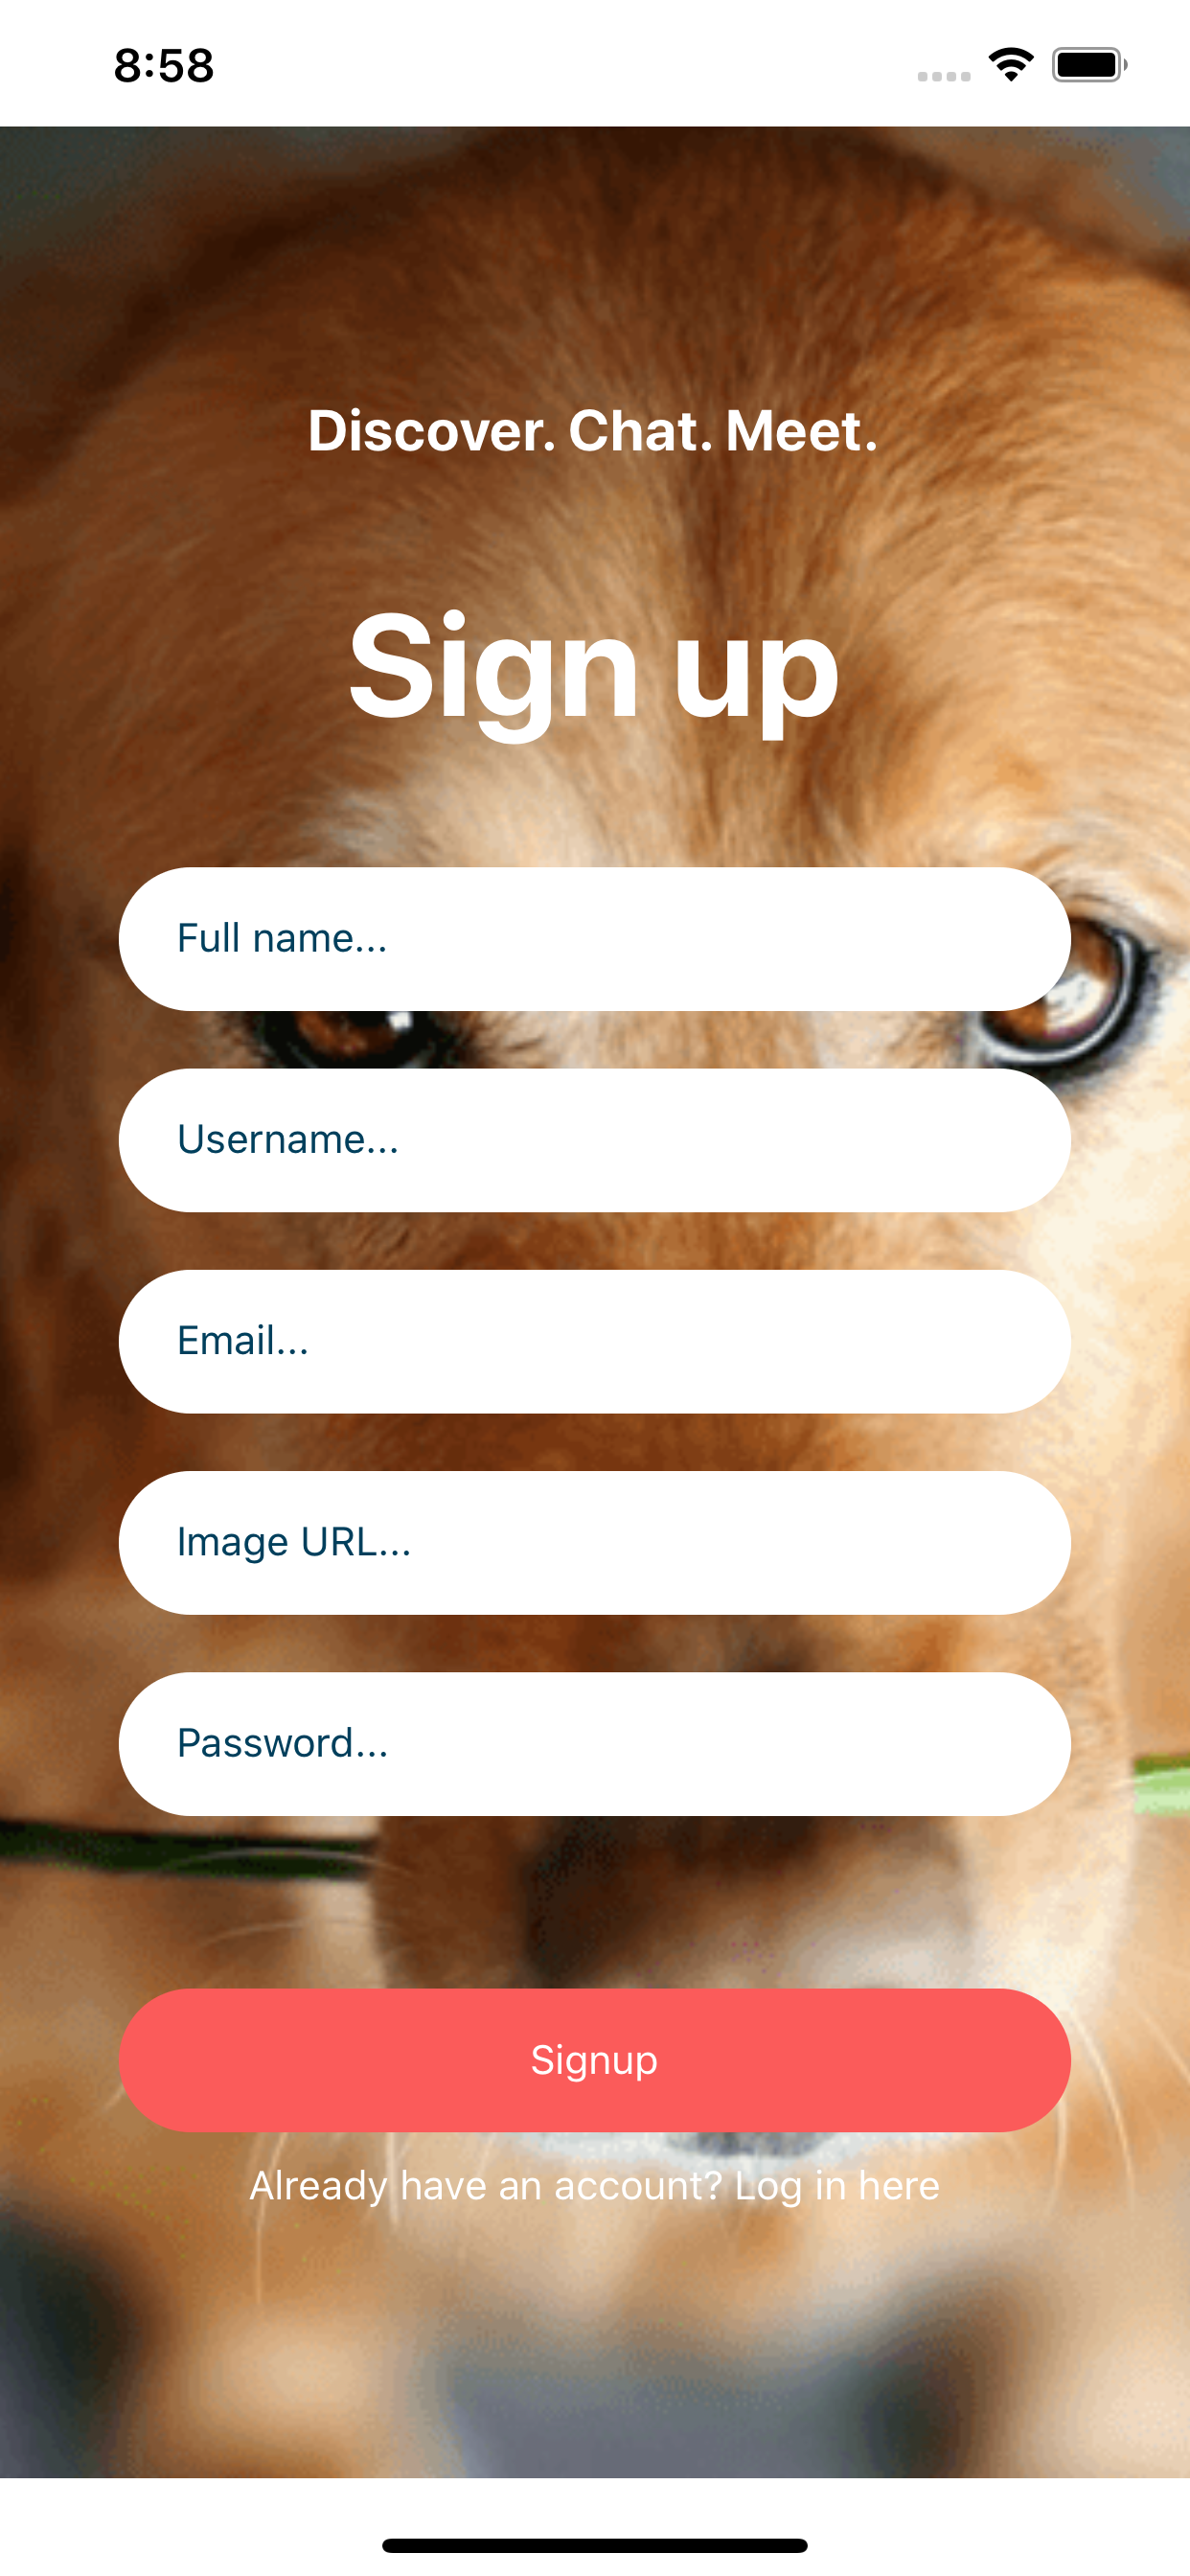 8:58
Discover. Chat. Meet.
Sign up
Full name...
Username...
Email...
Image URL...
Password...
Signup
Already have an account? Log in here